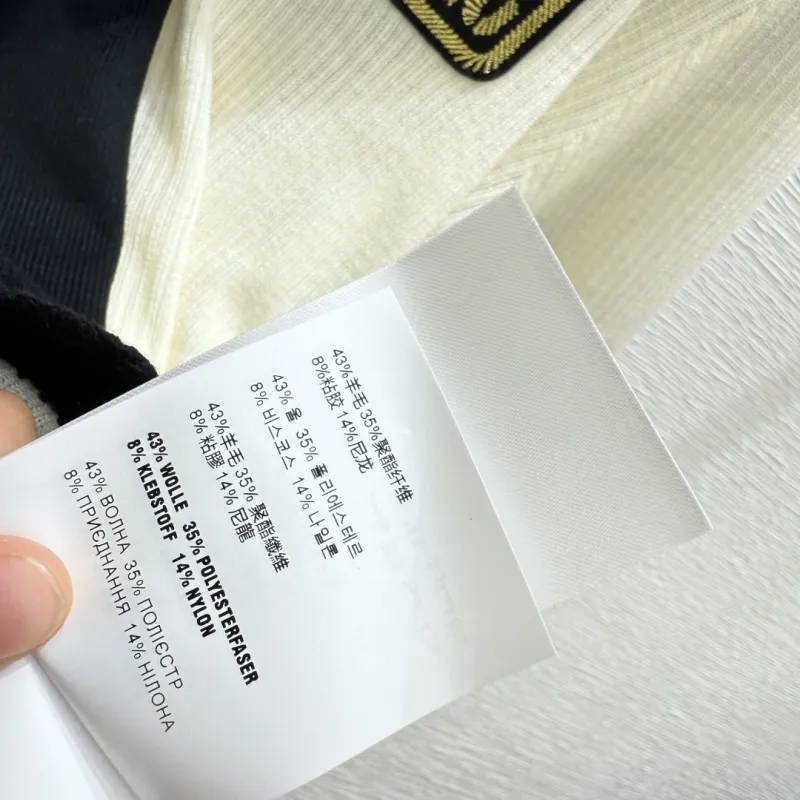 43%羊毛 35%聚酯纤维
8%粘胶 14%尼龙
43% 울 35% 폴리에스테르
8% 비스코스 14% 나일론
43%羊毛 35% 聚酯纖維
8% 粘膠 14% 尼龍
43% WOLLE 35% POLYESTERFASER
8% KLEBSTOFF 14% NYLON
43% ВОЛНА 35% ПОЛІЄСТР
8% ПРИЄДНАННЯ 14% НІЛОНА